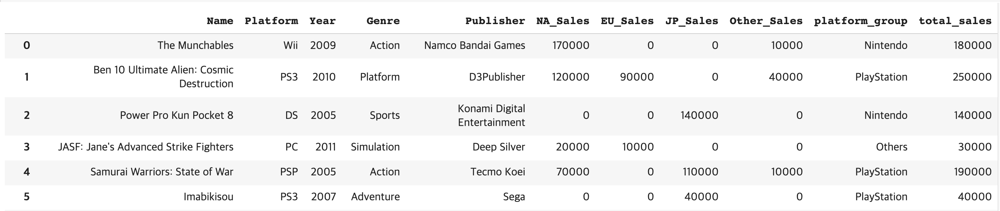 Name Platform Year Genre Publisher NA_Sales EU_Sales JP_Sales Other_Sales platform_group total_sales
0 The Munchables Wii 2009 Action Namco Bandai Games 170000 0 0 10000 Nintendo 180000
1 Ben 10 Ultimate Alien: Cosmic
Destruction PS3 2010 Platform D3Publisher 120000 90000 0 40000 PlayStation 250000
2 Power Pro Kun Pocket 8 DS 2005 Sports Konami Digital
Entertainment 0 0 140000 0 Nintendo 140000
3 JASF: Jane's Advanced Strike Fighters PC 2011 Simulation Deep Silver 20000 10000 0 0 Others 30000
4 Samurai Warriors: State of War PSP 2005 Action Tecmo Koei 70000 0 110000 10000 PlayStation 190000
5 Imabikisou PS3 2007 Adventure Sega 0 0 40000 0 PlayStation 40000